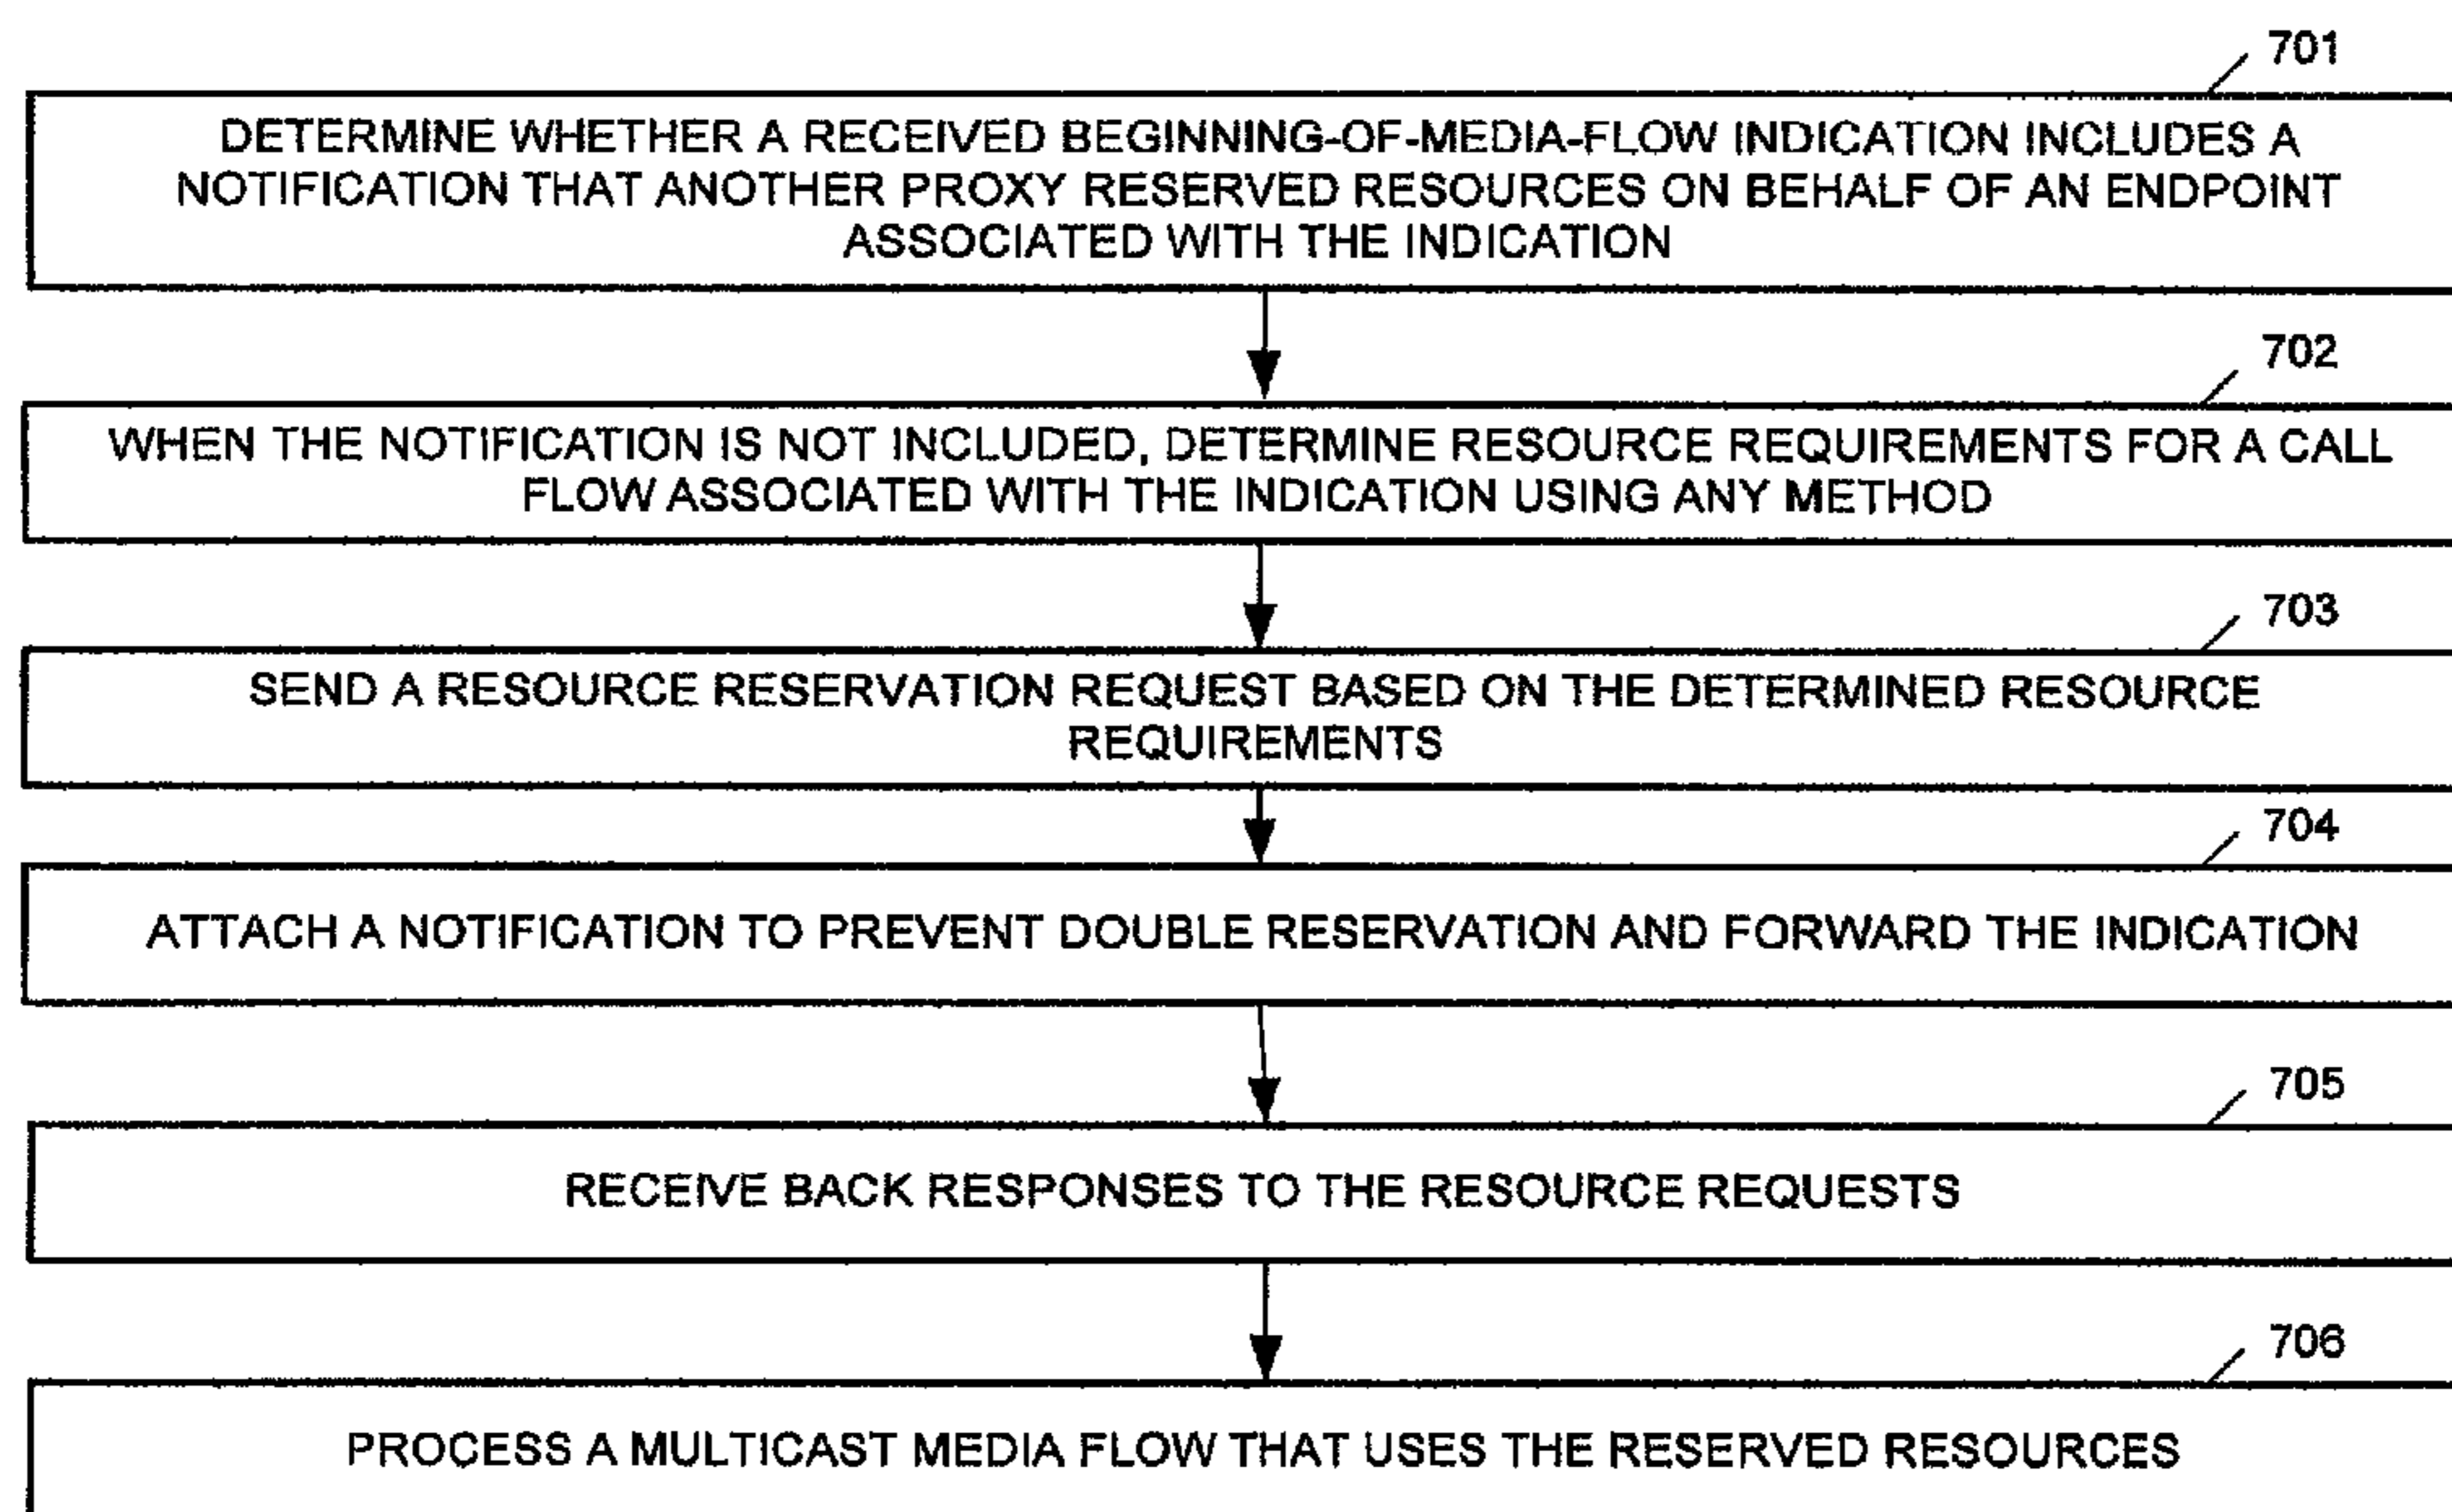 701
DETERMINE WHETHER A RECEIVED BEGINNING-OF-MEDIA-FLOW INDICATION INCLUDES A
NOTIFICATION THAT ANOTHER PROXY RESERVED RESOURCES ON BEHALF OF AN ENDPOINT
ASSOCIATED WITH THE INDICATION
702
WHEN THE NOTIFICATION IS NOT INCLUDED, DETERMINE RESOURCE REQUIREMENTS FOR A CALL
FLOW ASSOCIATED WITH THE INDICATION USING ANY METHOD
703
SEND A RESOURCE RESERVATION REQUEST BASED ON THE DETERMINED RESOURCE
REQUIREMENTS
704
ATTACH A NOTIFICATION TO PREVENT DOUBLE RESERVATION AND FORWARD THE INDICATION
705
RECEIVE BACK RESPONSES TO THE RESOURCE REQUESTS
706
PROCESS A MULTICAST MEDIA FLOW THAT USES THE RESERVED RESOURCES